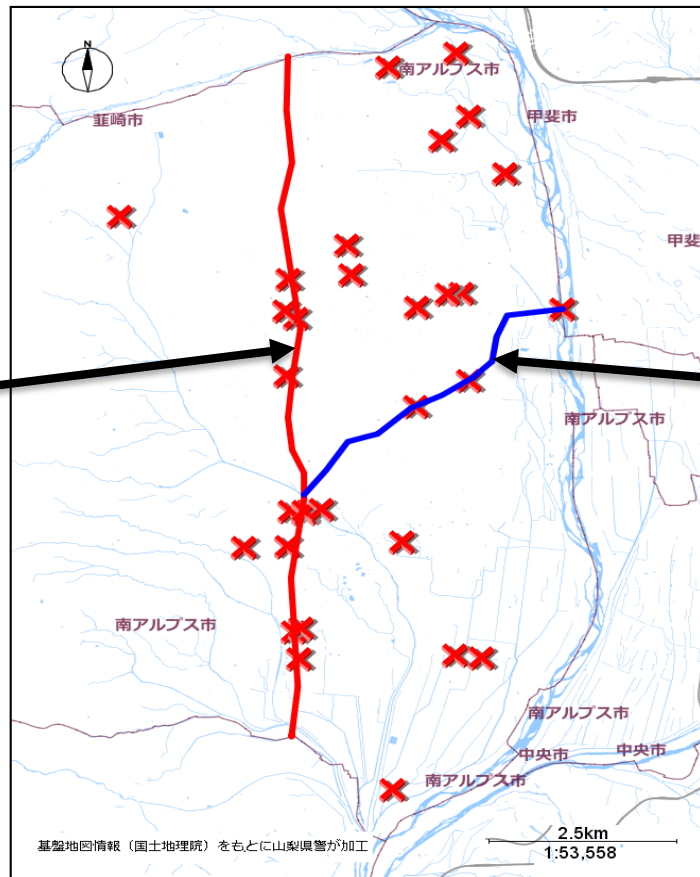 N
南アルプス市
韮崎市
甲斐市
甲斐
南アルプス市
南アルプス市
南アルプス市
中央市
中央市
南アルプス市
2.5km
基盤地図情報（国土地理院）をもとに山梨県警が加工
1:53,558